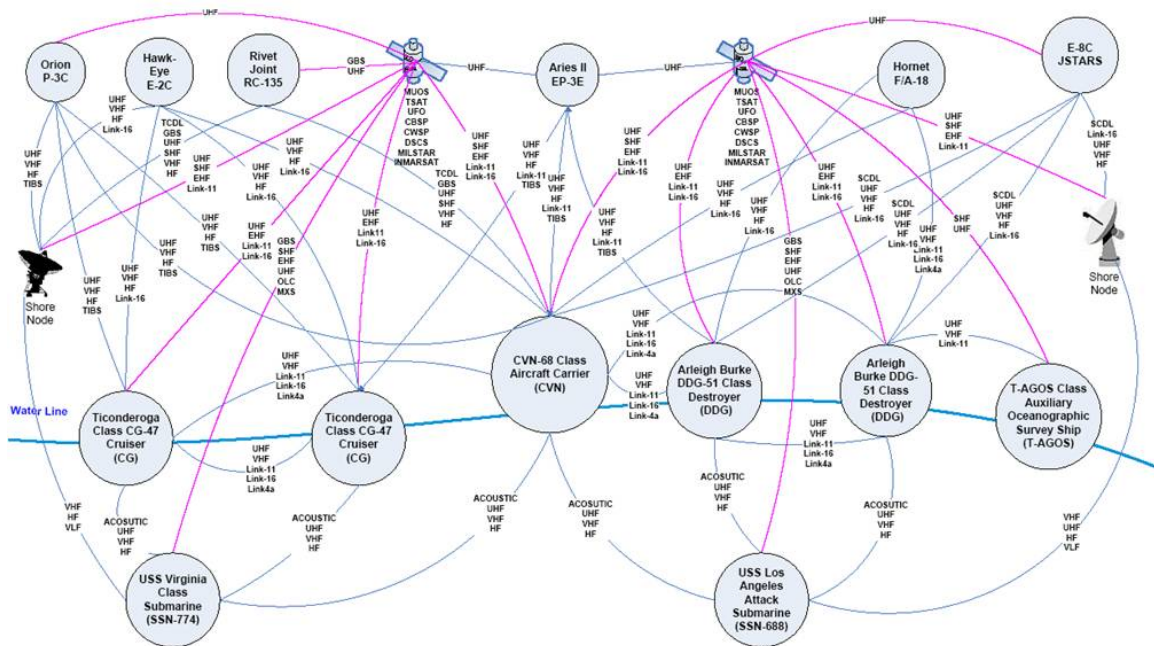 UHF
UHF
Orion
P-3C
Hawk-
Eye
E-2C
Rivet
Joint
RC-135
GBS
UHF
UHF
Aries II
EP-3E
UHF
Hornet
F/A-18
E-8C
JSTARS
MUOS
TSAT
UFO
CBSP
CWSP
DSCS
MILSTAR
INMARSAT
MUOS
TSAT
UFO
CBSP
CWSP
DSCS
MILSTAR
INMARSAT
UHF
VHF
HF
Link-16
TCDL
GBS
UHF
SHF
VHF
HF
UHF
VHF
HF
TIBS
UHF
SHF
EHF
Link-11
UHF
VHF
HF
Link-16
UHF
VHF
HF
Link-16
TCDL
GBS
UHF
SHF
VHF
HF
UHF
SHF
EHF
Link-11
Link-16
UHF
VHF
HF
Link-11
TIBS
UHF
VHF
HF
Link-11
TIBS
UHF
VHF
HF
Link-11
TIBS
UHF
SHF
EHF
Link-11
Link-16
UHF
EHF
Link-11
Link-16
UHF
VHF
HF
Link-16
UHF
VHF
HF
Link-16
UHF
EHF
Link-11
Link-16
SCDL
UHF
VHF
HF
Link-16
SCDL
UHF
VHF
HF
Link-16
UHF
VHF
Link-11
Link-16
Link4a
SCDL
UHF
VHF
HF
Link-16
UHF
SHF
EHF
Link-11
SCDL
Link-16
UHF
VHF
HF
SHF
UHF
Shore
Node
Shore
Node
UHF
VHF
HF
TIBS
UHF
VHF
HF
Link-16
UHF
VHF
HF
TIBS
UHF
VHF
HF
TIBS
UHF
EHF
Link-11
Link-16
GBS
SHF
EHF
UHF
OLC
MXS
UHF
EHF
Link11
Link-16
GBS
SHF
EHF
UHF
OLC
MXS
UHF
VHF
Link-11
Link-16
Link4a
UHF
VHF
Link-11
Link-16
Link-4a
UHF
VHF
Link-11
Link-16
Link-4a
UHF
VHF
Link-11
CVN-68 Class
Aircraft Carrier
(CVN)
Arleigh Burke
DDG-51 Class
Destroyer
(DDG)
Arleigh
Burke DDG-
51 Class
Destroyer
(DDG)
T-AGOS Class
Auxiliary
Oceanographic
Survey Ship
(T-AGOS)
Water Line
Ticonderoga
Class CG-47
Cruiser
(CG)
Ticonderoga
Class CG-47
Cruiser
(CG)
UHF
VHF
Link-11
Link-16
Link4a
UHF
VHF
Link-11
Link-16
Link4a
VHF
HF
VLF
ACOSUTIC
UHF
VHF
HF
ACOUSTIC
UHF
VHF
HF
ACOUSTIC
UHF
VHF
HF
ACOSUTIC
UHF
VHF
HF
ACOSUTIC
UHF
VHF
HF
ACOSUTIC
UHF
VHF
HF
VHF
UHF
HF
VLF
USS Virginia
Class
Submarine
(SSN-774)
USS Los
Angeles
Attack
Submarine
(SSN-688)